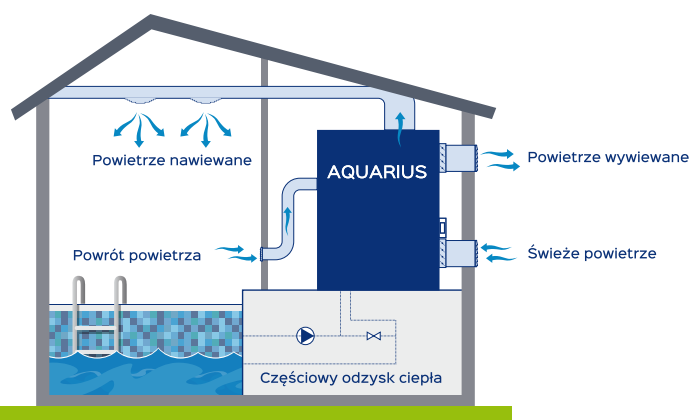 Powietrze nawiewane
AQUARIUS
Powietrze wywiewane
Powrót powietrza
Świeże powietrze
Częściowy odzysk ciepła